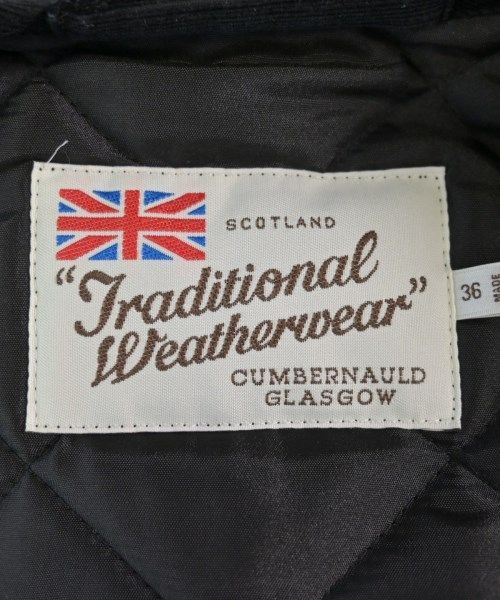 SCOTLAND
"Traditional
Weatherwear"
CUMBERNAULD
GLASGOW
36
MADE